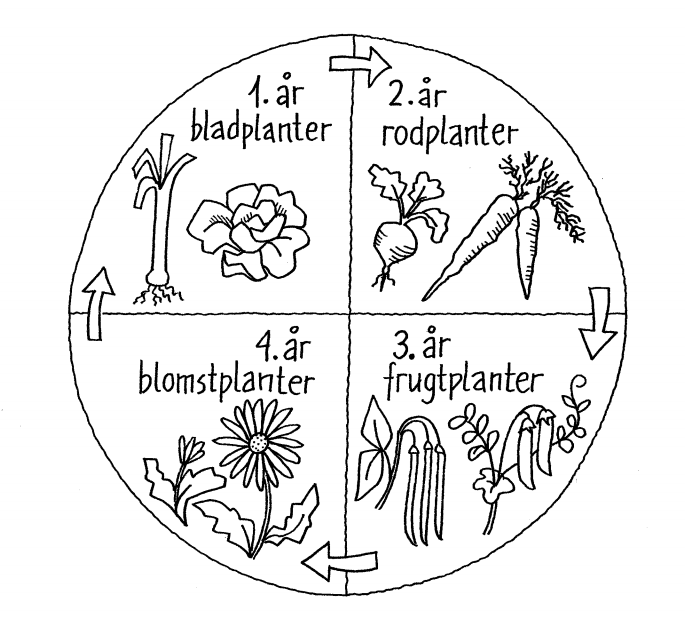 1. år
bladplanter
2. år
rodplanter
3. år
frugtplanter
4. år
blomstplanter